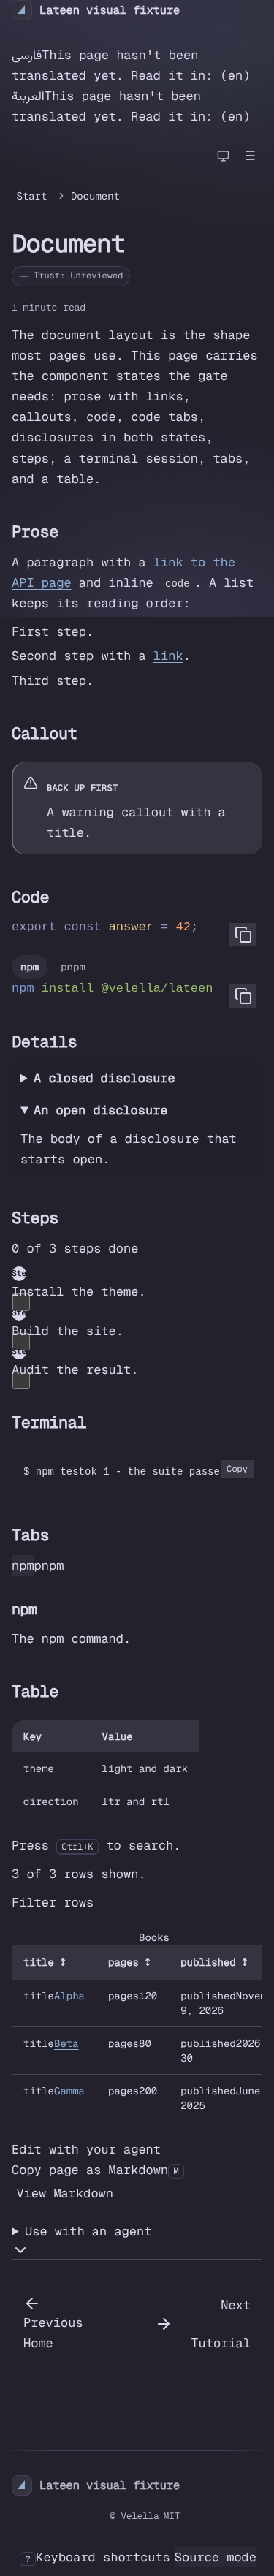 Lateen visual fixture
فارسیThis page hasn't been
translated yet. Read it in: (en)
العربيةThis page hasn't been
translated yet. Read it in: (en)
Start > Document
Document
— Trust: Unreviewed
1 minute read
The document layout is the shape
most pages use. This page carries
the component states the gate
needs: prose with links,
callouts, code, code tabs,
disclosures in both states,
steps, a terminal session, tabs,
and a table.
Prose
A paragraph with a link to the
API page and inline code. A list
keeps its reading order:
First step.
Second step with a link.
Third step.
Callout
BACK UP FIRST
A warning callout with a
title.
Code
export const answer = 42;
npm pnpm
npm install @velella/lateen
Details
A closed disclosure
An open disclosure
The body of a disclosure that
starts open.
Steps
0 of 3 steps done
Ste
Install the theme.
Ste
Build the site.
Ste
Audit the result.
Terminal
$ npm testok 1 - the suite passe
Copy
Tabs
npmpnpm
npm
The npm command.
Table
Key Value
theme light and dark
direction ltr and rtl
Press Ctrl+K to search.
3 of 3 rows shown.
Filter rows
Books
title ↕ pages ↕ published ↕
titleAlpha pages120 publishedNovem
9, 2026
titleBeta pages80 published2026-
30
titleGamma pages200 publishedJune
2025
Edit with your agent
Copy page as Markdown M
View Markdown
Use with an agent
Previous
Home
Next
Tutorial
Lateen visual fixture
© Velella MIT
? Keyboard shortcuts Source mode